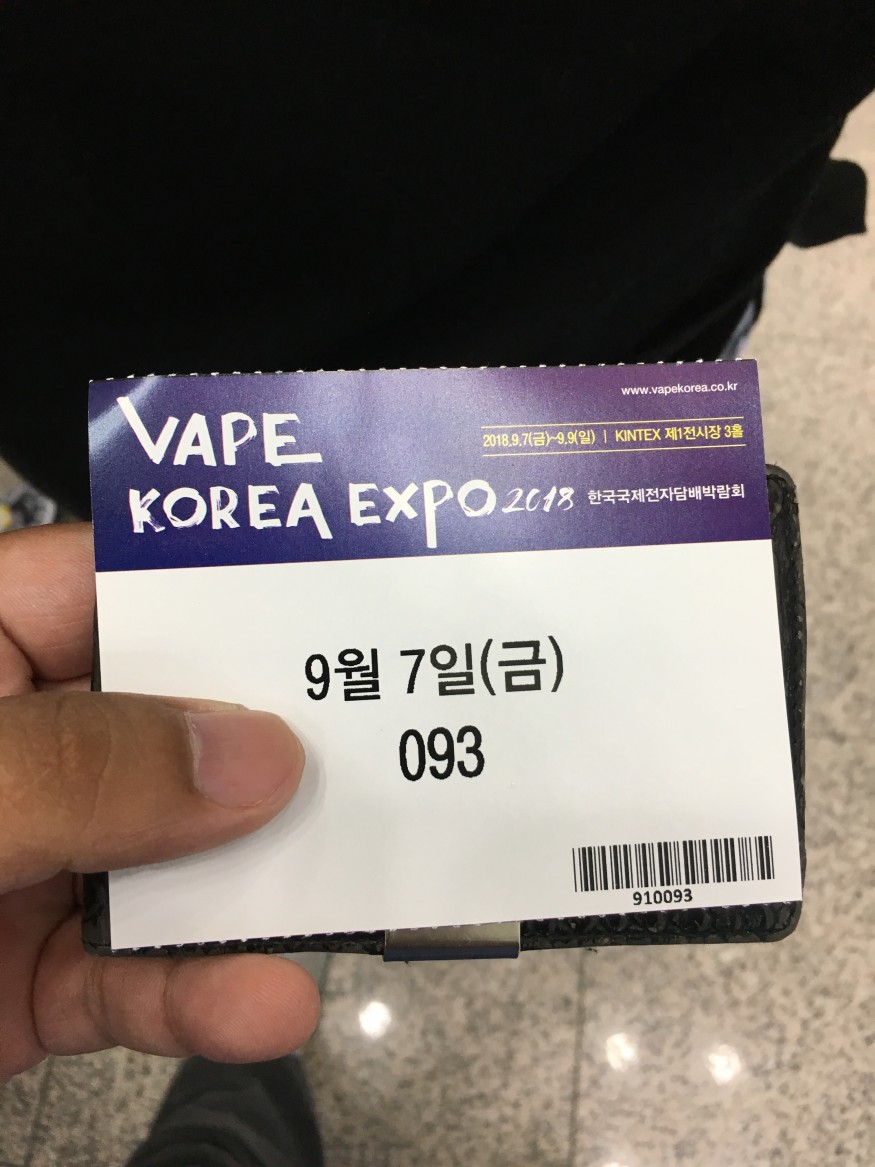 www.vapekorea.co.kr
VAPE
2018.9.7(금)~9.9(일) | KINTEX 제1전시장 3홀
KOREA EXPO 2018 한국국제전자담배박람회
9월 7일(금)
093
910093